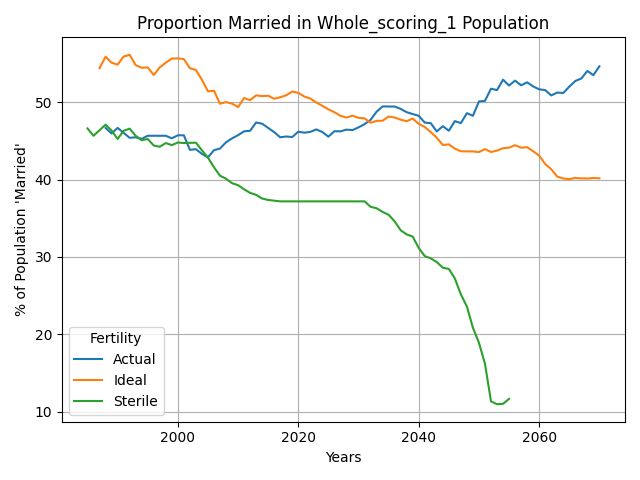 Proportion Married in Whole_scoring_1 Population
% of Population 'Married'
50
40
30
20
10
Fertility
Actual
Ideal
Sterile
2000 2020 2040 2060
Years